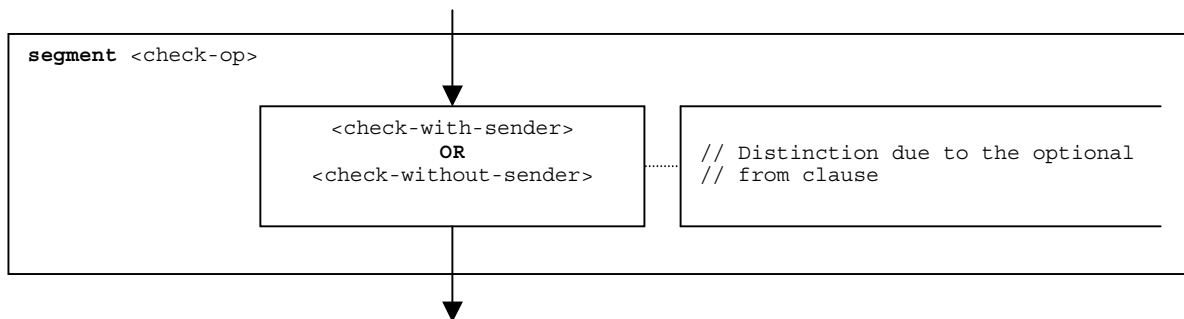 segment <check-op>
<check-with-sender>
OR
<check-without-sender>
// Distinction due to the optional
// from clause